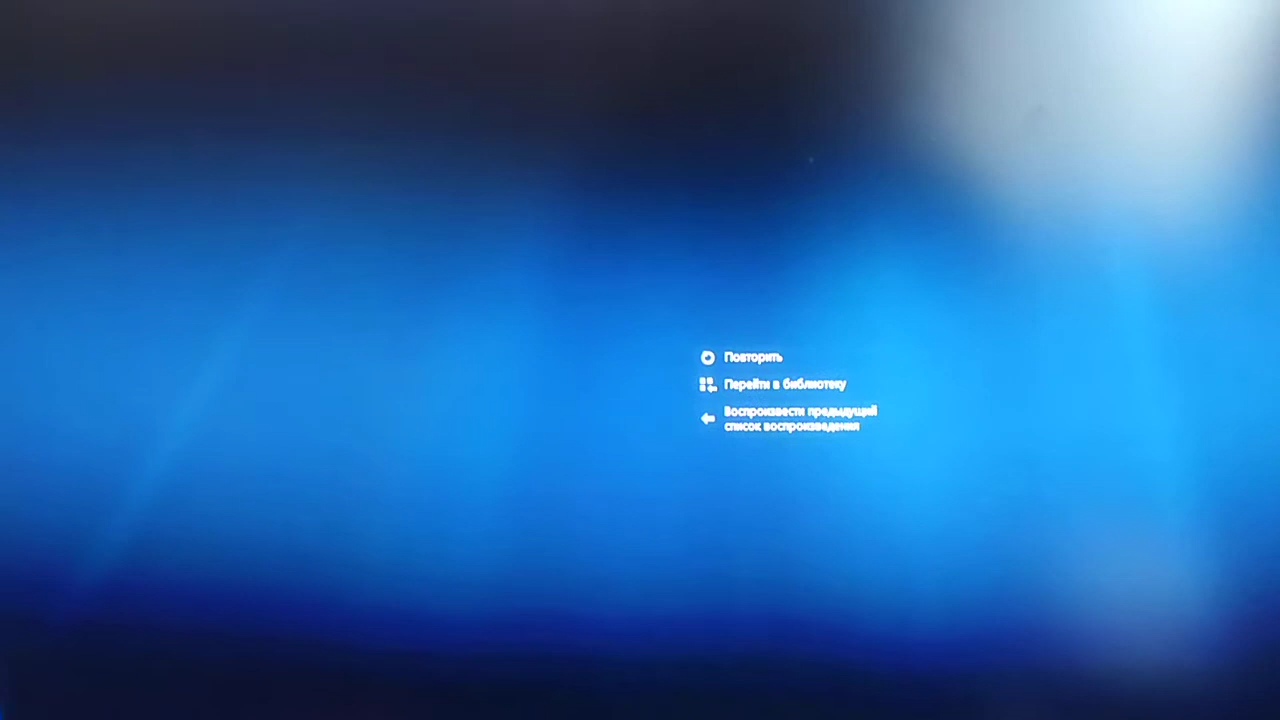 Повторить
Перейти в библиотеку
Воспроизвести предыдущий
список воспроизведения